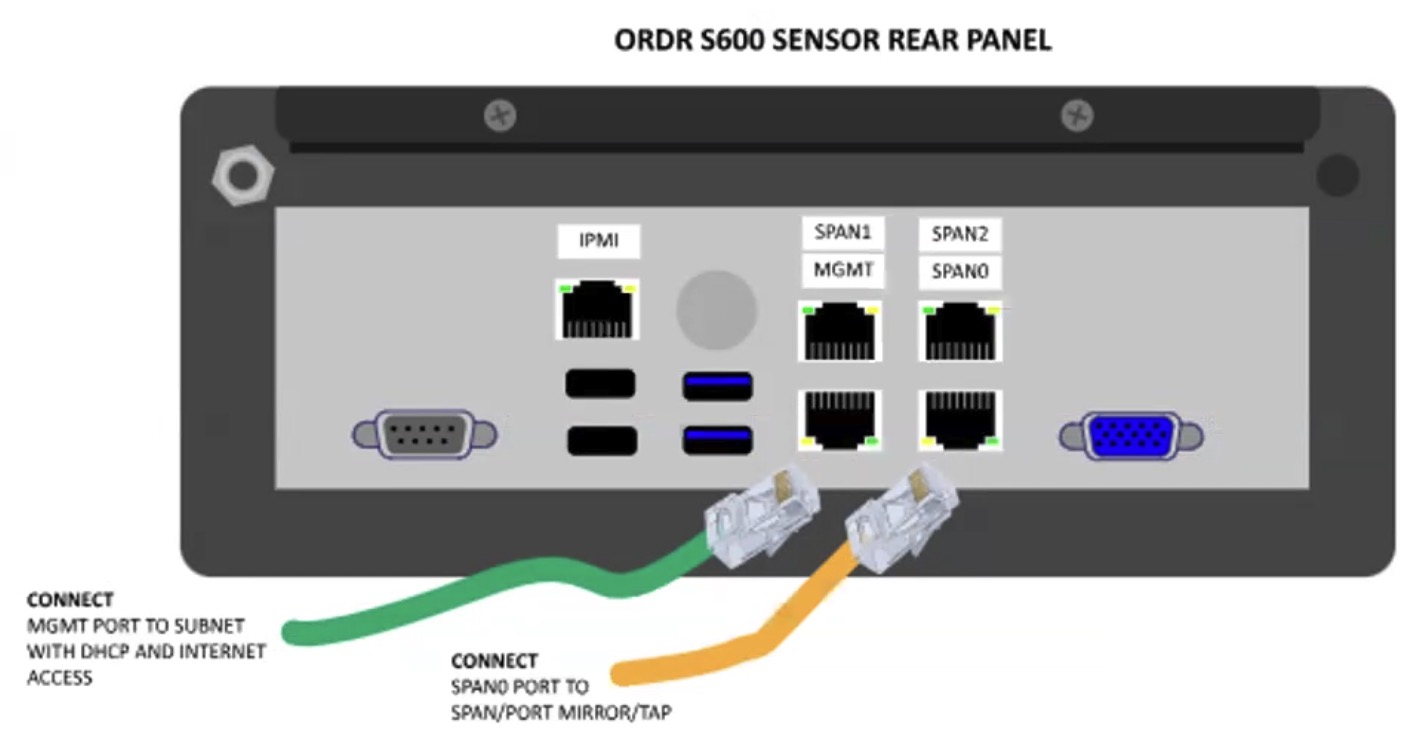 ORDR S600 SENSOR REAR PANEL
IPMI
SPAN1
SPAN2
MGMT
SPAN0
CONNECT
MGMT PORT TO SUBNET
WITH DHCP AND INTERNET
ACCESS
CONNECT
SPAN0 PORT TO
SPAN/PORT MIRROR/TAP